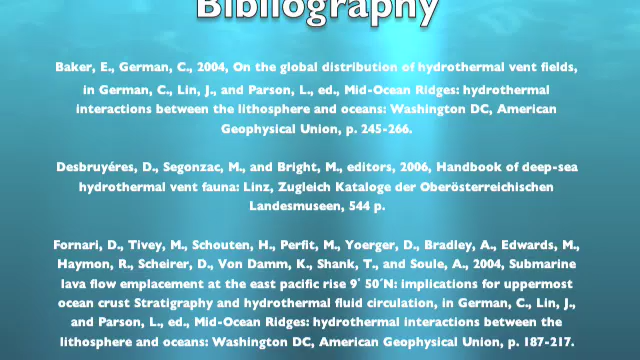 Bibliography
Baker, E., German, C., 2004, On the global distribution of hydrothermal vent fields,
in German, C., Lin, J., and Parson, L., ed., Mid-Ocean Ridges: hydrothermal
interactions between the lithosphere and oceans: Washington DC, American
Geophysical Union, p. 245-266.
Desbruyéres, D., Segonzac, M., and Bright, M., editors, 2006, Handbook of deep-sea
hydrothermal vent fauna: Linz, Zugleich Kataloge der Oberösterreichischen
Landesmuseen, 544 p.
Fornari, D., Tivey, M., Schouten, H., Perfit, M., Yoerger, D., Bradley, A., Edwards, M.,
Haymon, R., Scheirer, D., Von Damm, K., Shank, T., and Soule, A., 2004, Submarine
lava flow emplacement at the east pacific rise 9˚ 50´N: implications for uppermost
ocean crust Stratigraphy and hydrothermal fluid circulation, in German, C., Lin, J.,
and Parson, L., ed., Mid-Ocean Ridges: hydrothermal interactions between the
lithosphere and oceans: Washington DC, American Geophysical Union, p. 187-217.